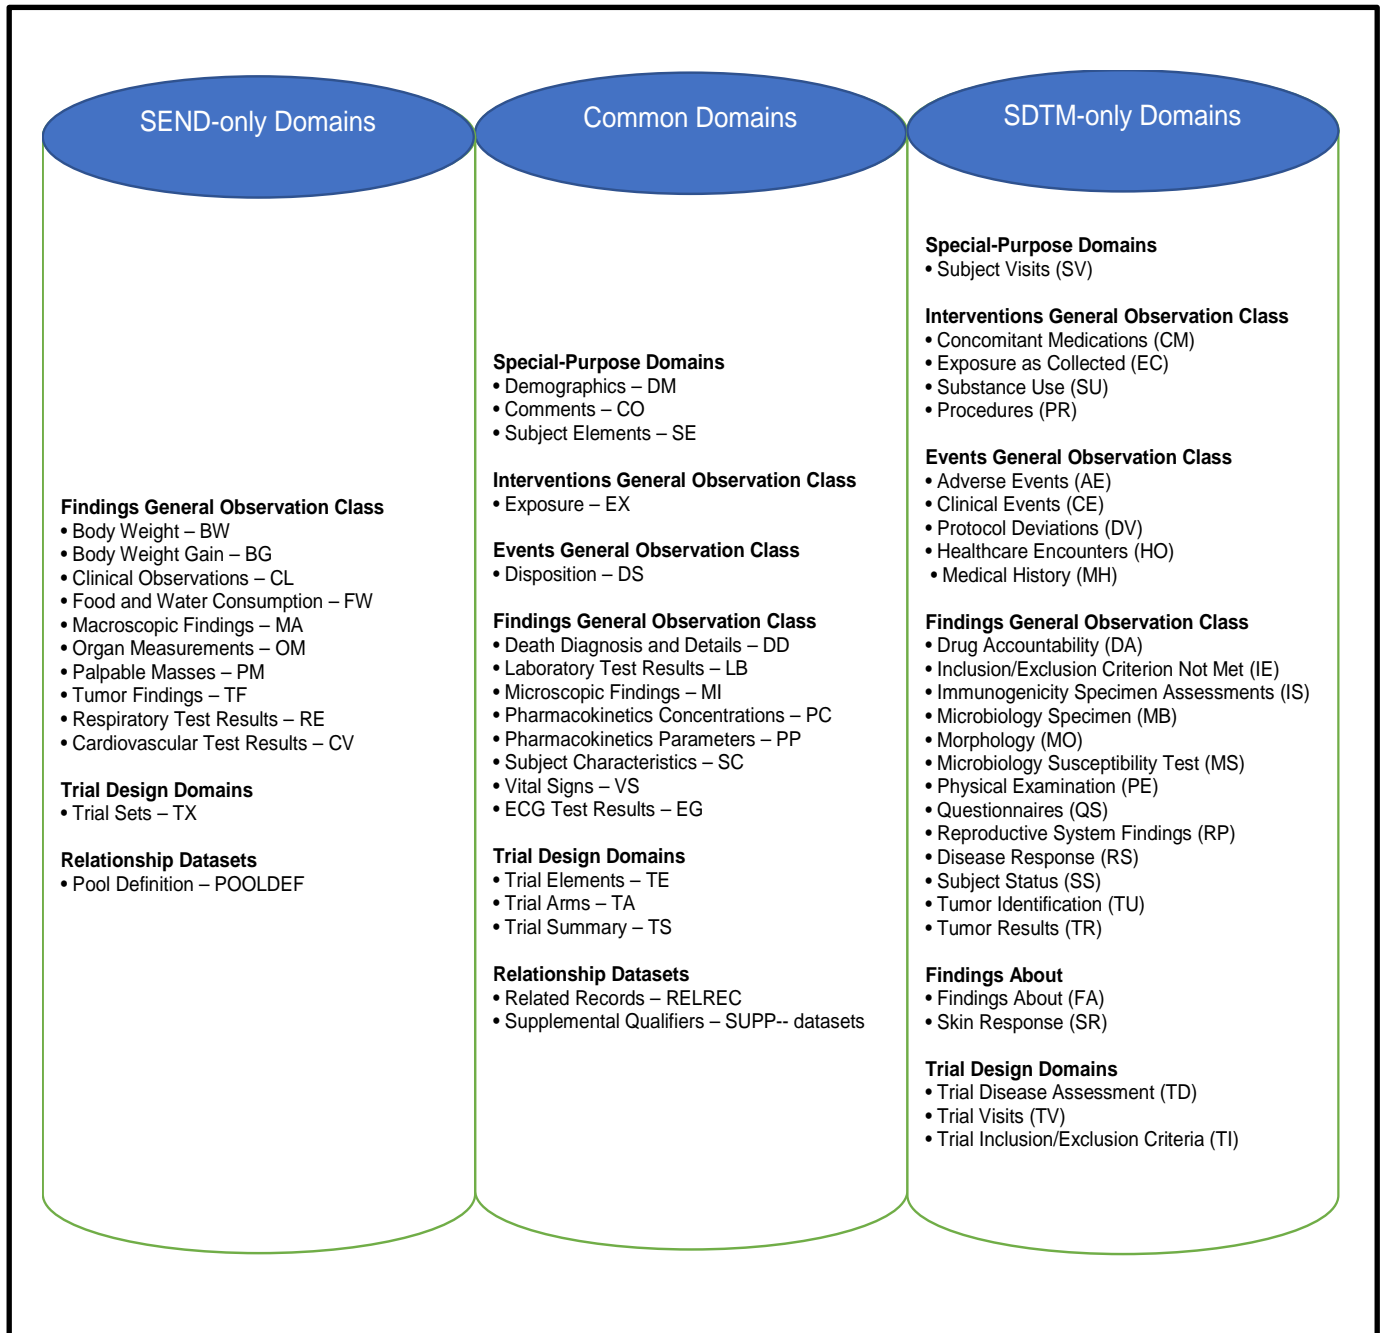 SEND-only Domains
Findings General Observation Class
• Body Weight – BW
• Body Weight Gain – BG
• Clinical Observations – CL
• Food and Water Consumption – FW
• Macroscopic Findings – MA
• Organ Measurements – OM
• Palpable Masses – PM
• Tumor Findings – TF
• Respiratory Test Results – RE
• Cardiovascular Test Results – CV
Trial Design Domains
• Trial Sets – TX
Relationship Datasets
• Pool Definition – POOLDEF
Common Domains
Special-Purpose Domains
• Demographics – DM
• Comments – CO
• Subject Elements – SE
Interventions General Observation Class
• Exposure – EX
Events General Observation Class
• Disposition – DS
Findings General Observation Class
• Death Diagnosis and Details – DD
• Laboratory Test Results – LB
• Microscopic Findings – MI
• Pharmacokinetics Concentrations – PC
• Pharmacokinetics Parameters – PP
• Subject Characteristics – SC
• Vital Signs – VS
• ECG Test Results – EG
Trial Design Domains
• Trial Elements – TE
• Trial Arms – TA
• Trial Summary – TS
Relationship Datasets
• Related Records – RELREC
• Supplemental Qualifiers – SUPP-- datasets
SDTM-only Domains
Special-Purpose Domains
• Subject Visits (SV)
Interventions General Observation Class
• Concomitant Medications (CM)
• Exposure as Collected (EC)
• Substance Use (SU)
• Procedures (PR)
Events General Observation Class
• Adverse Events (AE)
• Clinical Events (CE)
• Protocol Deviations (DV)
• Healthcare Encounters (HO)
• Medical History (MH)
Findings General Observation Class
• Drug Accountability (DA)
• Inclusion/Exclusion Criterion Not Met (IE)
• Immunogenicity Specimen Assessments (IS)
• Microbiology Specimen (MB)
• Morphology (MO)
• Microbiology Susceptibility Test (MS)
• Physical Examination (PE)
• Questionnaires (QS)
• Reproductive System Findings (RP)
• Disease Response (RS)
• Subject Status (SS)
• Tumor Identification (TU)
• Tumor Results (TR)
Findings About
• Findings About (FA)
• Skin Response (SR)
Trial Design Domains
• Trial Disease Assessment (TD)
• Trial Visits (TV)
• Trial Inclusion/Exclusion Criteria (TI)